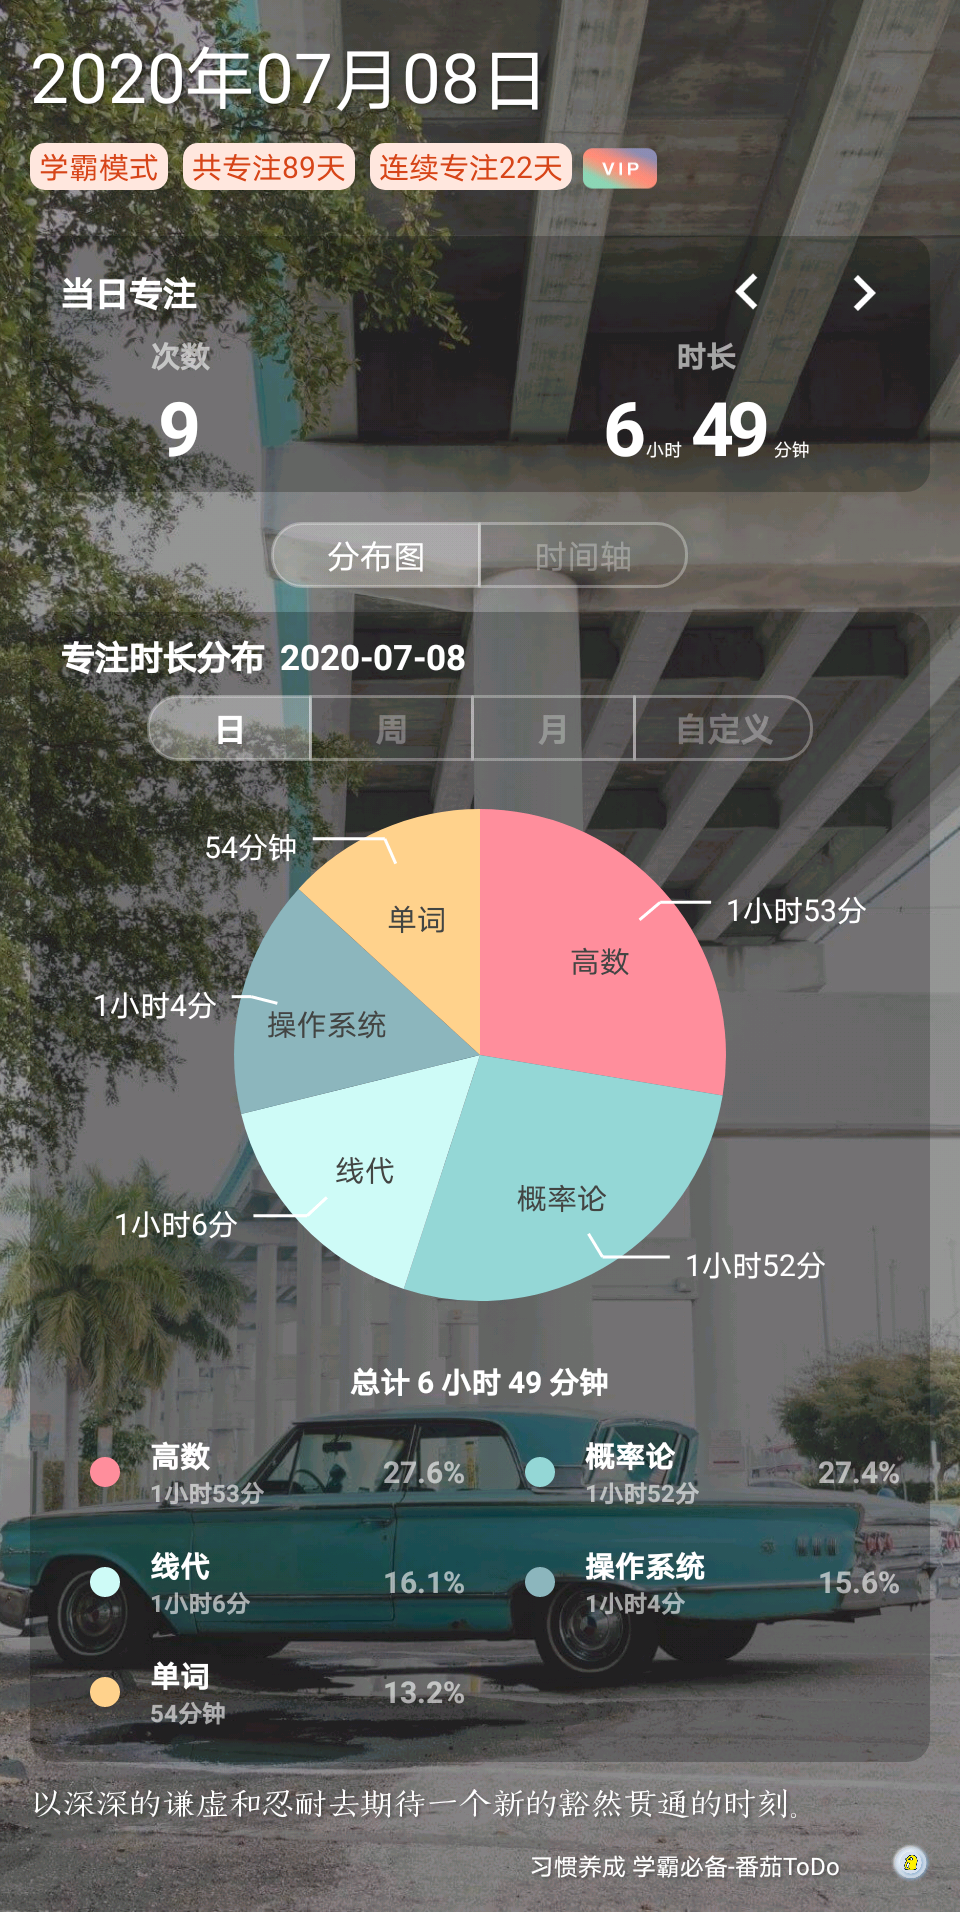 2020年07月08日
学霸模式 共专注89天 连续专注22天 VIP
当日专注
次数 时长
9 6小时 49分钟
分布图 时间轴
专注时长分布 2020-07-08
日 周 月 自定义
54分钟
单词
1小时53分
高数
1小时4分
操作系统
线代
概率论
1小时6分
1小时52分
总计 6 小时 49 分钟
高数 27.6% 概率论 27.4%
1小时53分 1小时52分
线代 16.1% 操作系统 15.6%
1小时6分 1小时4分
单词 13.2%
54分钟
以深深的谦虚和忍耐去期待一个新的豁然贯通的时刻。
习惯养成 学霸必备-番茄ToDo